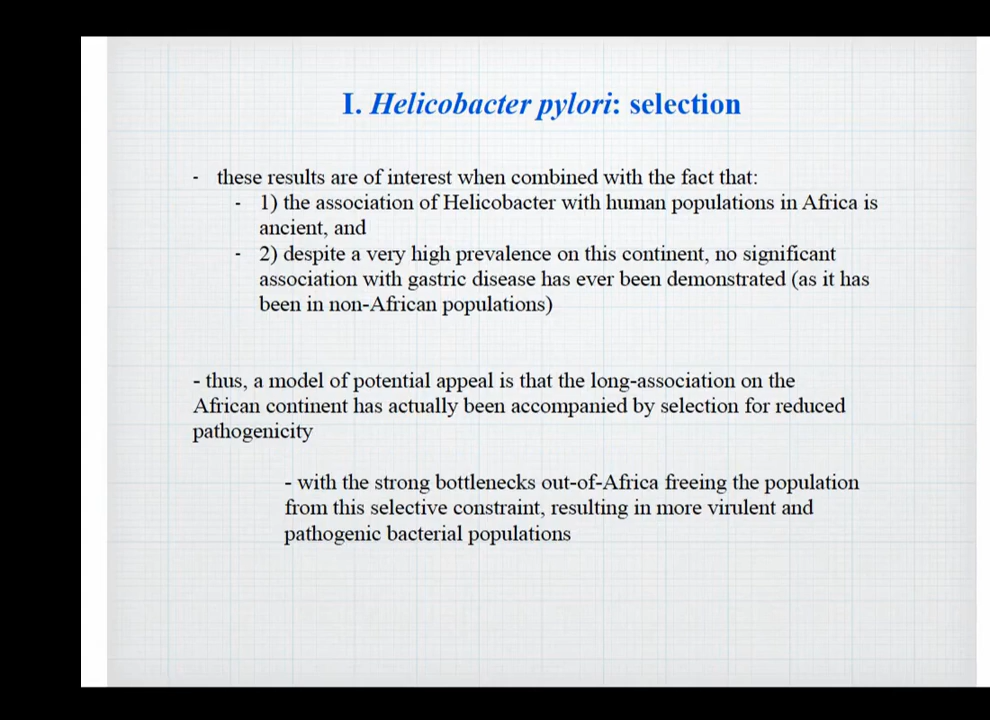 I. Helicobacter pylori: selection
- these results are of interest when combined with the fact that:
- 1) the association of Helicobacter with human populations in Africa is
ancient, and
- 2) despite a very high prevalence on this continent, no significant
association with gastric disease has ever been demonstrated (as it has
been in non-African populations)
- thus, a model of potential appeal is that the long-association on the
African continent has actually been accompanied by selection for reduced
pathogenicity
- with the strong bottlenecks out-of-Africa freeing the population
from this selective constraint, resulting in more virulent and
pathogenic bacterial populations